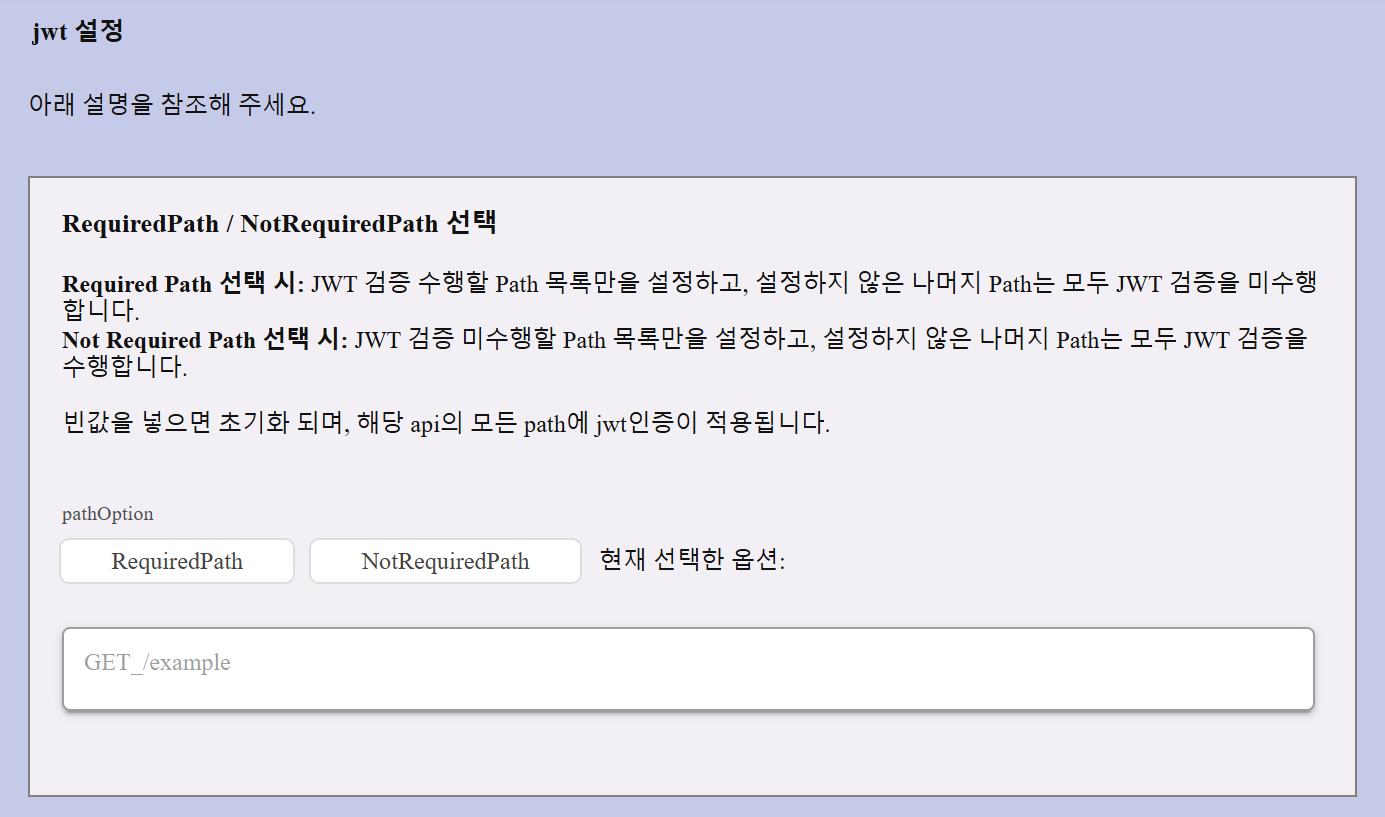 jwt 설정
아래 설명을 참조해 주세요.
RequiredPath / NotRequiredPath 선택
Required Path 선택 시: JWT 검증 수행할 Path 목록만을 설정하고, 설정하지 않은 나머지 Path는 모두 JWT 검증을 미수행
합니다.
Not Required Path 선택 시: JWT 검증 미수행할 Path 목록만을 설정하고, 설정하지 않은 나머지 Path는 모두 JWT 검증을
수행합니다.
빈값을 넣으면 초기화 되며, 해당 api의 모든 path에 jwt인증이 적용됩니다.
pathOption
RequiredPath NotRequiredPath 현재 선택한 옵션:
GET_/example